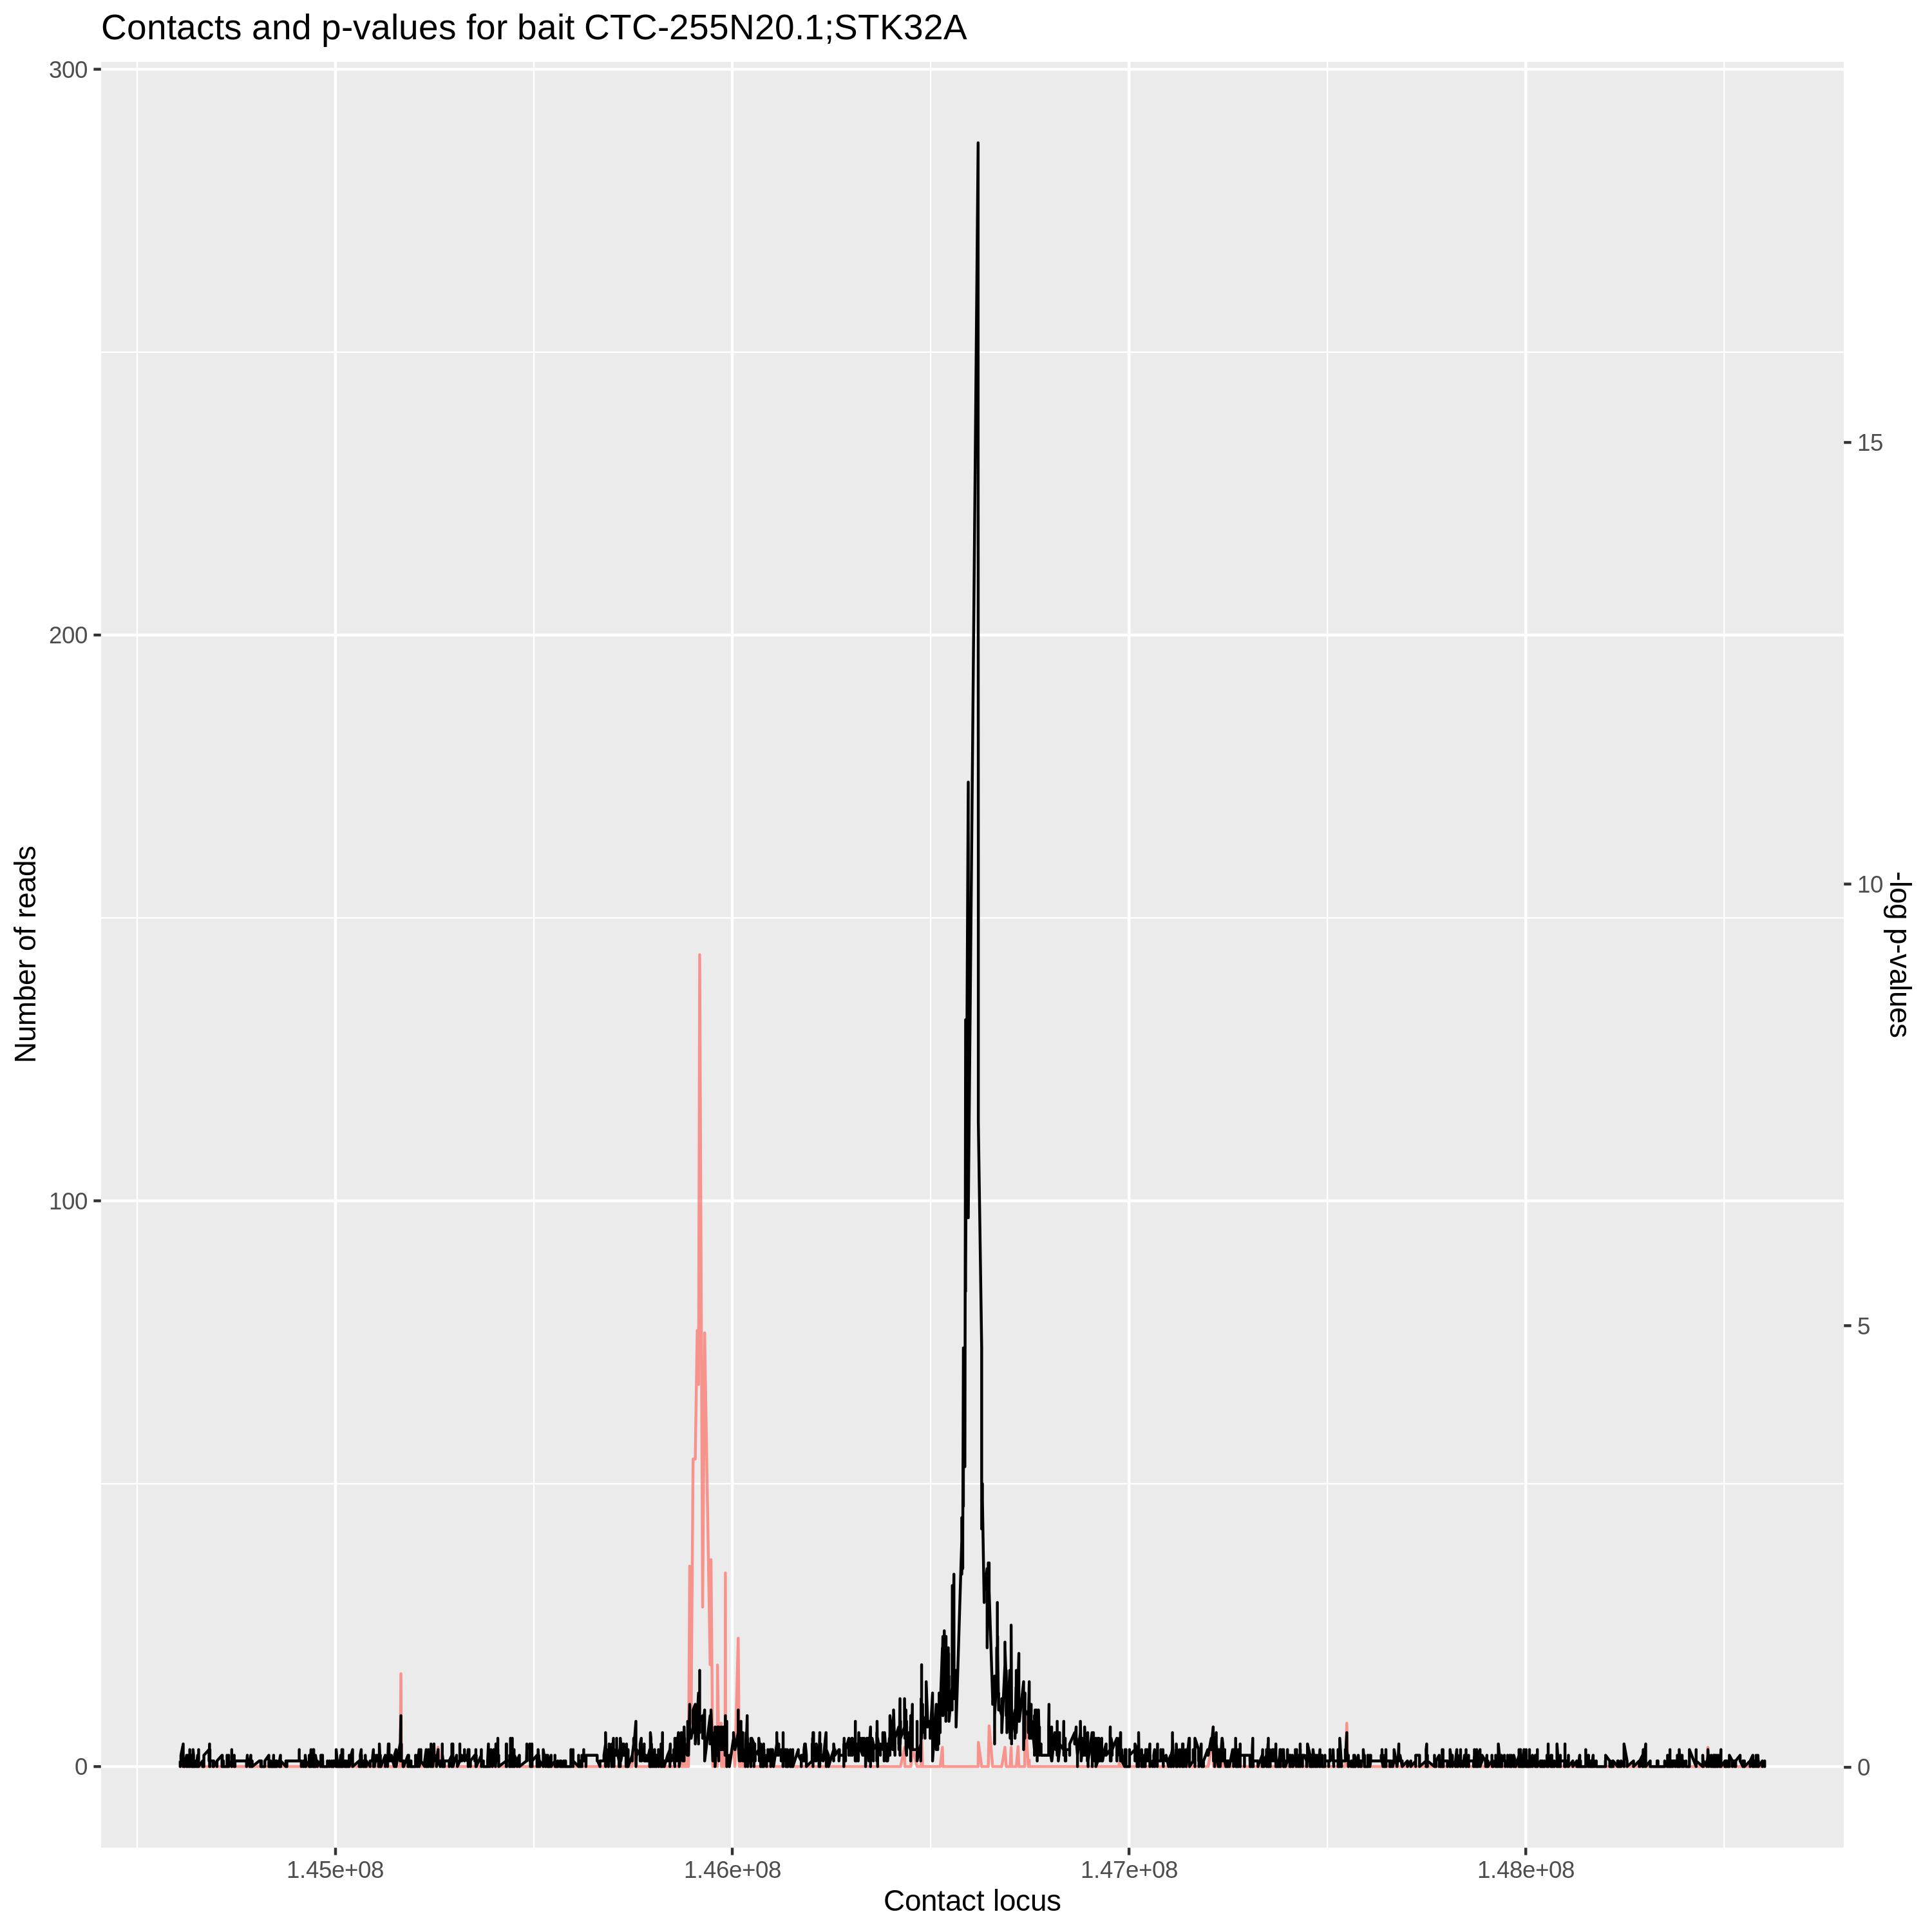 Contacts and p-values for bait CTC-255N20.1;STK32A
300
200
100
0
Number of reads
15
10
5
0
-log p-values
1.45e+08
1.46e+08
1.47e+08
1.48e+08
Contact locus